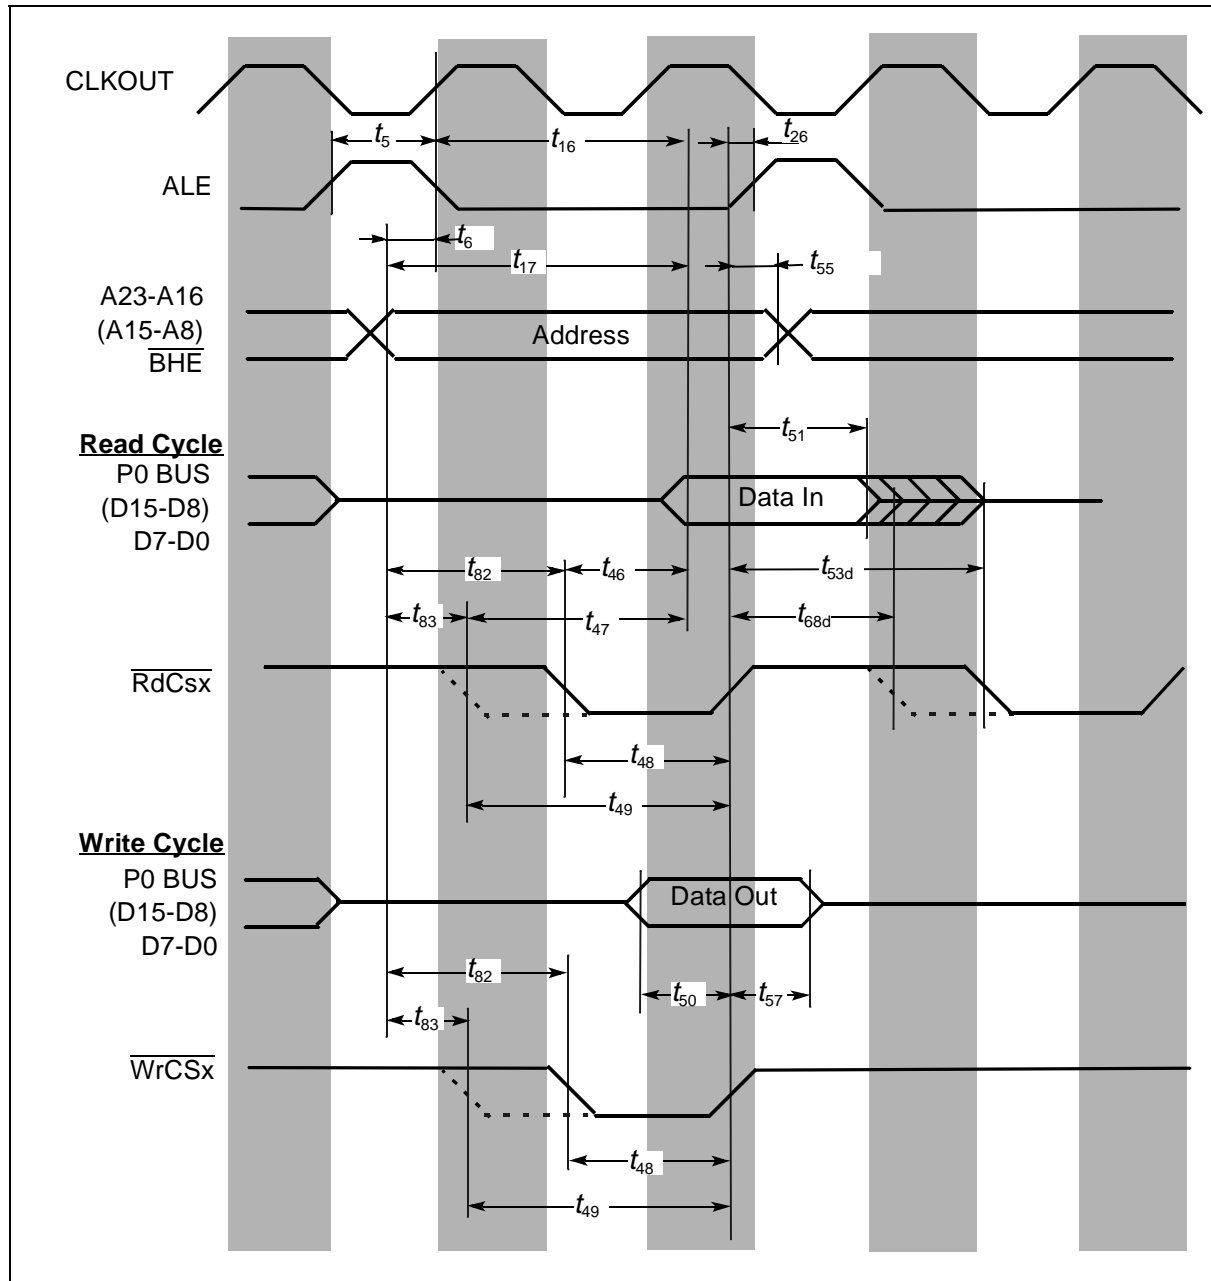 CLKOUT
t5
t16
t26
ALE
t6
t17
t55
A23-A16
(A15-A8)
BHE
Address
t51
Read Cycle
P0 BUS
(D15-D8)
D7-D0
Data In
t82
t46
t53d
t83
t47
t68d
RdCsx
t48
t49
Write Cycle
P0 BUS
(D15-D8)
D7-D0
Data Out
t82
t50
t57
t83
WrCSx
t48
t49